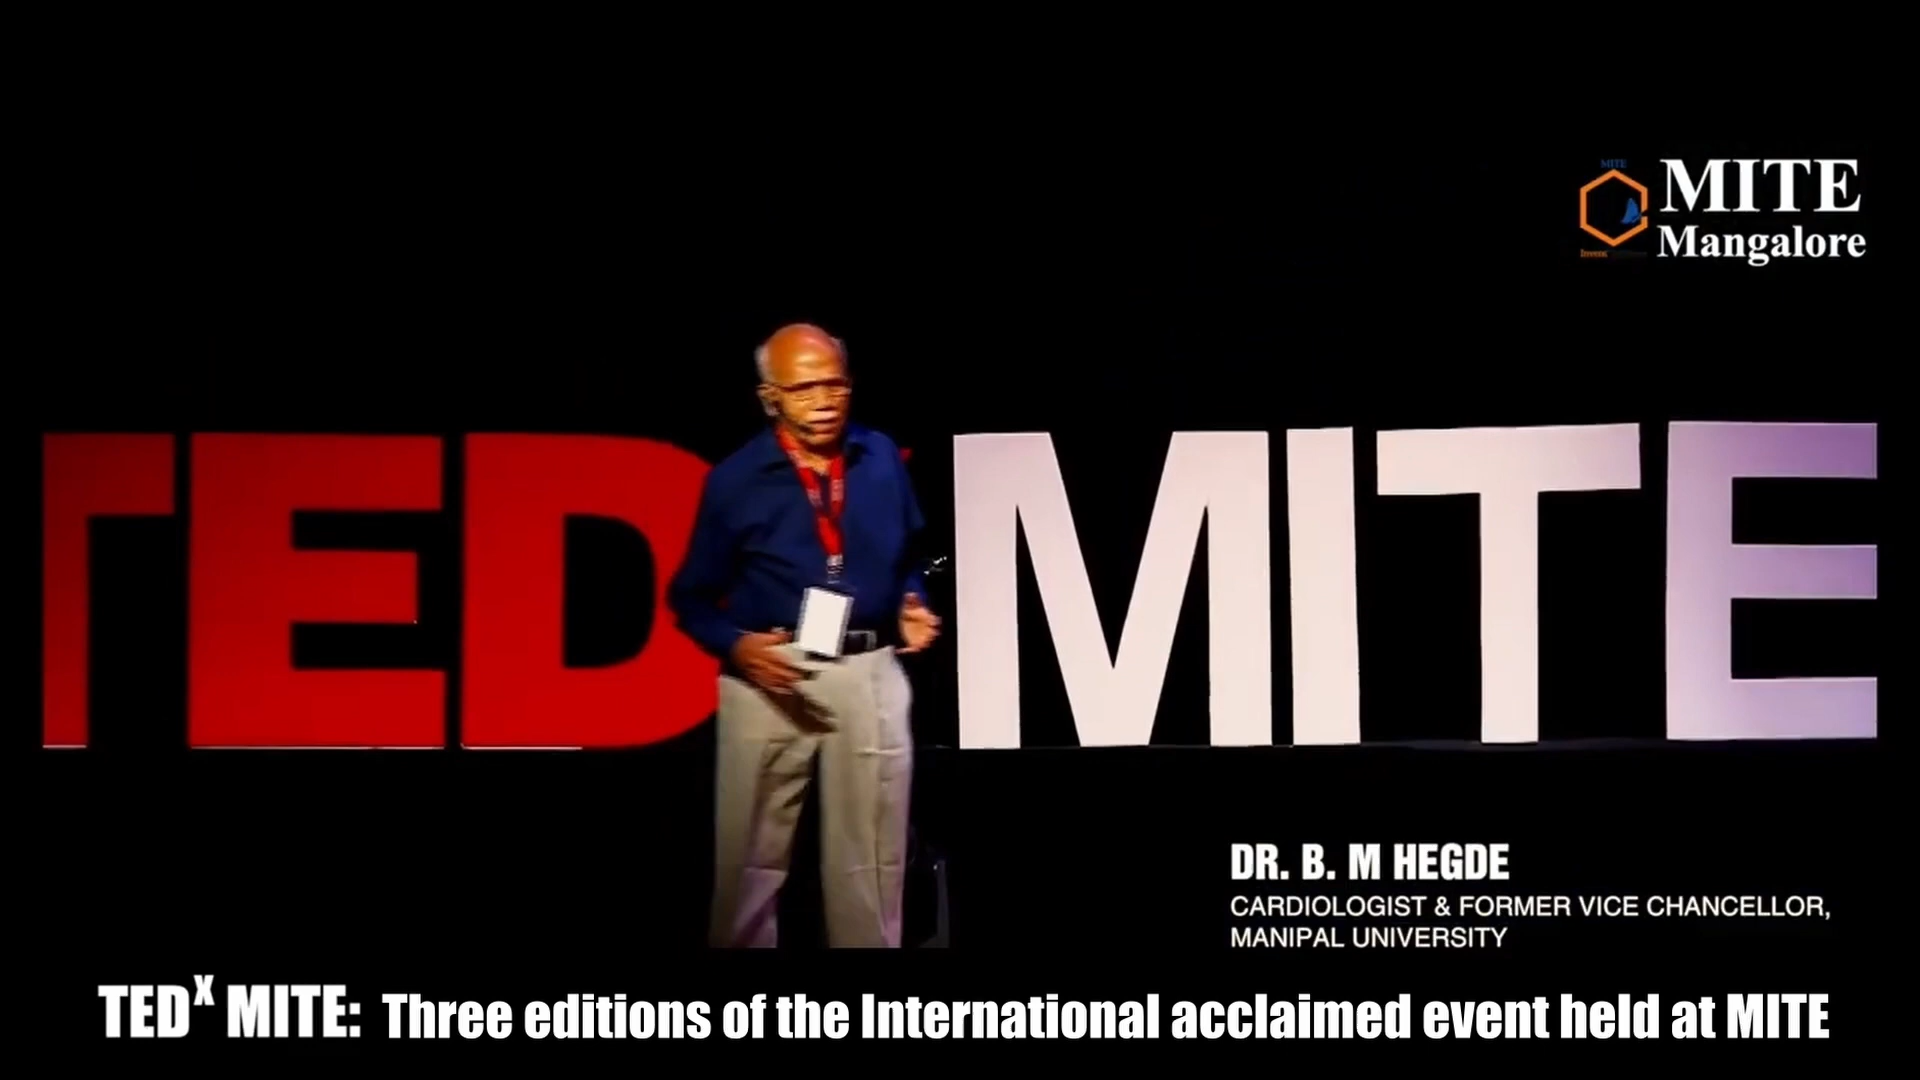 MITE
MITE
Mangalore
TED MITE
DR. B. M HEGDE
CARDIOLOGIST & FORMER VICE CHANCELLOR,
MANIPAL UNIVERSITY
TEDX MITE: Three editions of the International acclaimed event held at MITE